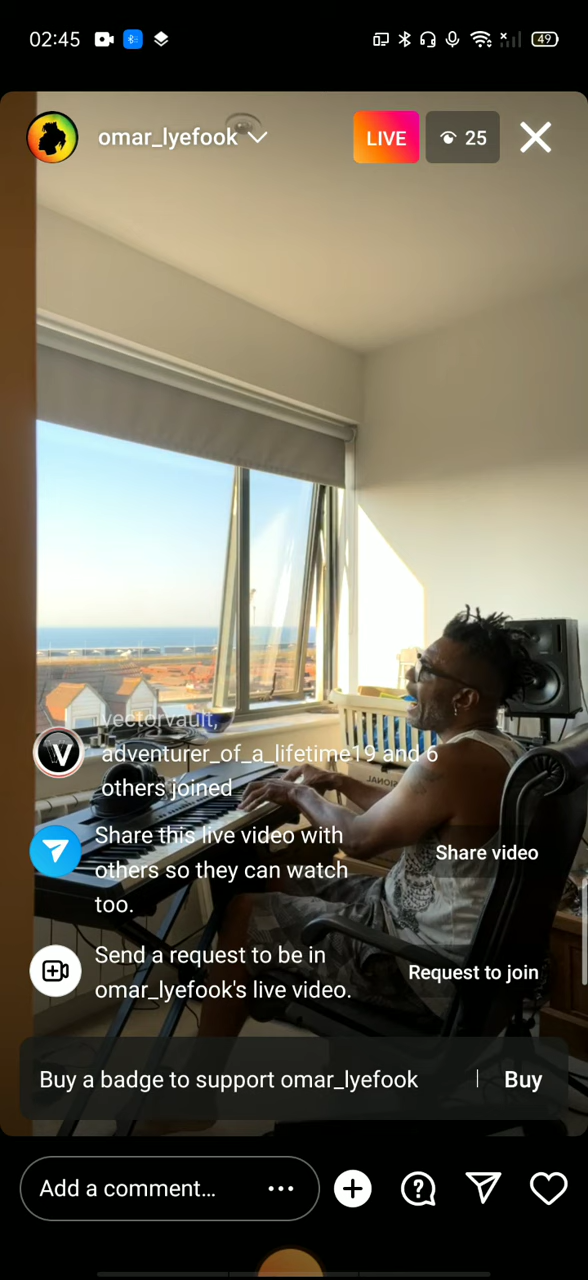 02:45
49
omar_lyefook
LIVE
25
vectorvault,
adventurer_of_a_lifetime19 and 6
others joined
V
Share this live video with
others so they can watch
too.
Share video
Send a request to be in
omar_lyefook's live video.
Request to join
Buy a badge to support omar_lyefook
Buy
Add a comment...